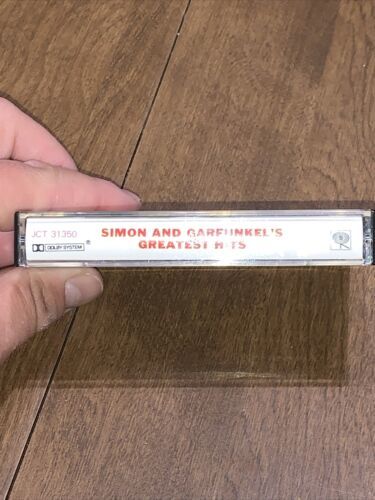 JCT 31350
SIMON AND GARFUNKEL'S
GREATEST HITS
DOLBY SYSTEM ®